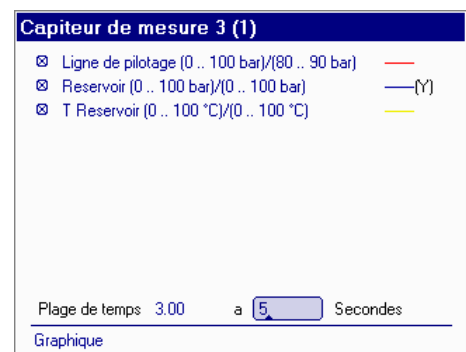 Capiteur de mesure 3 (1)
Ligne de pilotage (0 .. 100 bar)/(80 .. 90 bar)
Reservoir (0 .. 100 bar)/(0 .. 100 bar) (Y)
T Reservoir (0 .. 100 °C)/(0 .. 100 °C)
Plage de temps 3.00 a 5 Secondes
Graphique